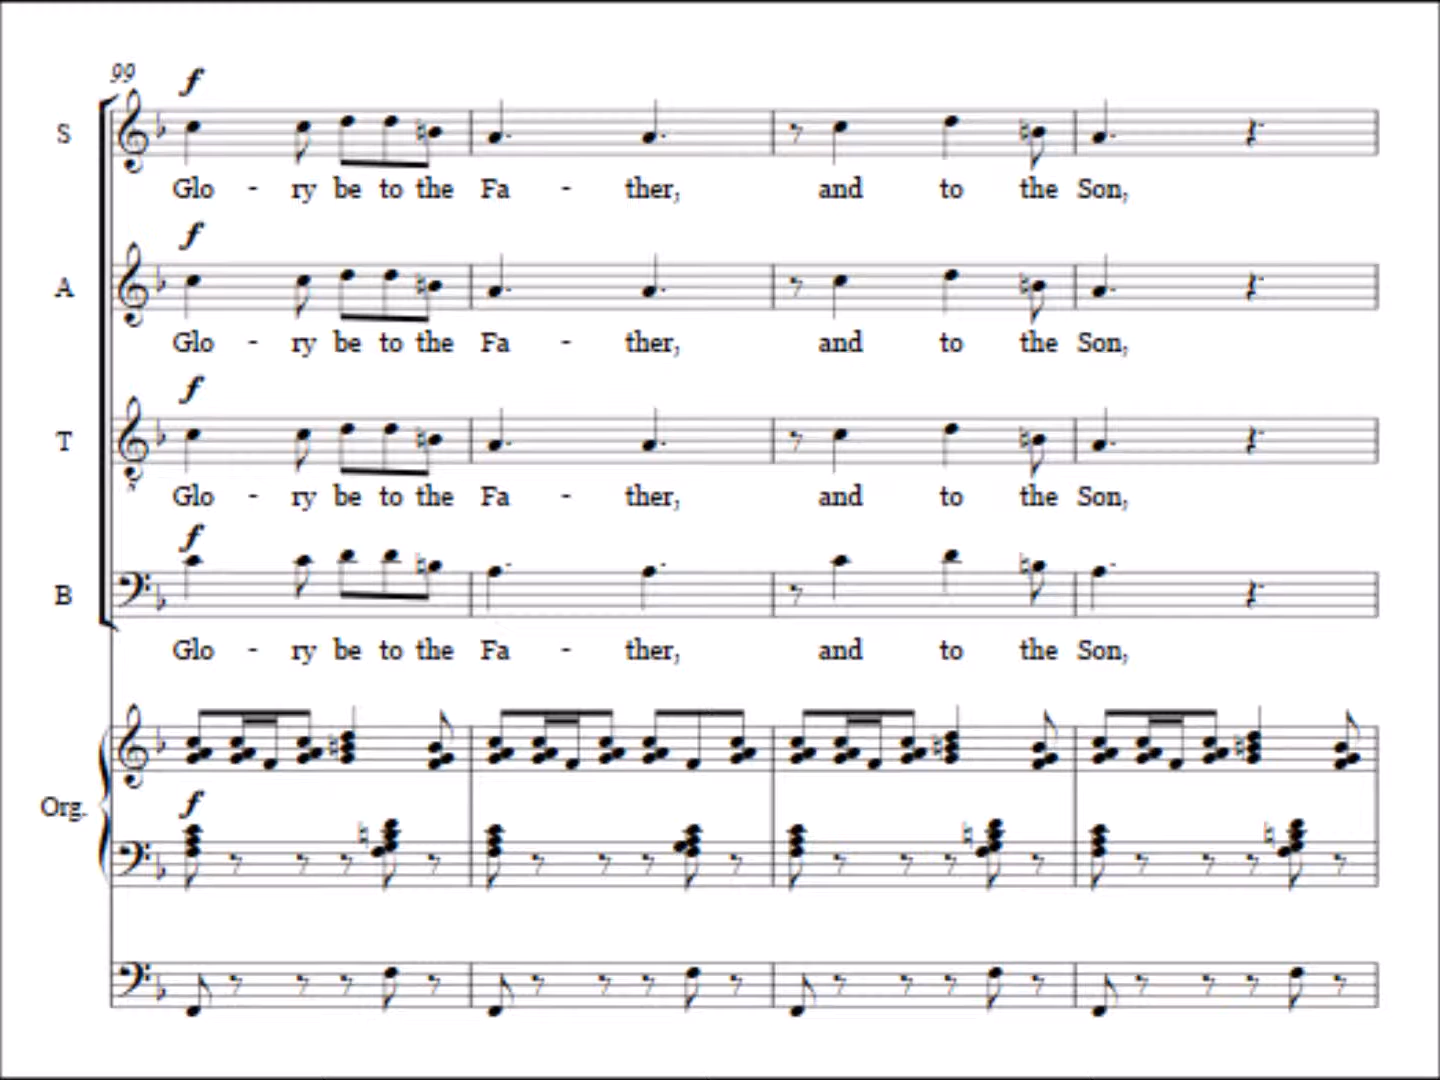 99
f
S
Glo - ry be to the Fa - ther, and to the Son,
f
A
Glo - ry be to the Fa - ther, and to the Son,
f
T
Glo - ry be to the Fa - ther, and to the Son,
f
B
Glo - ry be to the Fa - ther, and to the Son,
Org.
f